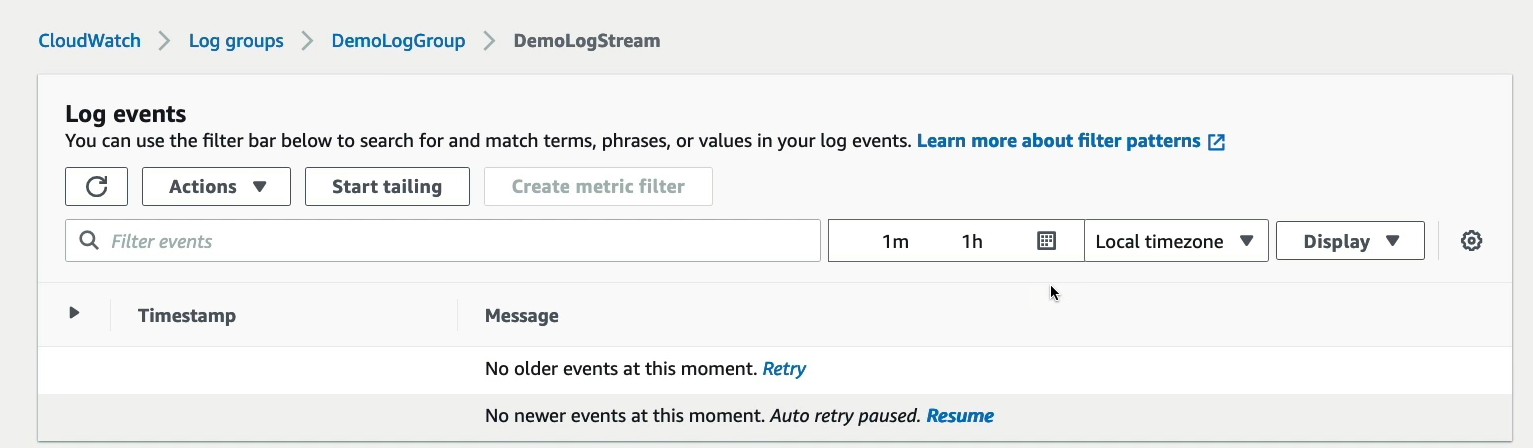 CloudWatch > Log groups > DemoLogGroup > DemoLogStream
Log events
You can use the filter bar below to search for and match terms, phrases, or values in your log events. Learn more about filter patterns
Actions Start tailing Create metric filter
Filter events 1m 1h Local timezone Display
Timestamp Message
No older events at this moment. Retry
No newer events at this moment. Auto retry paused. Resume